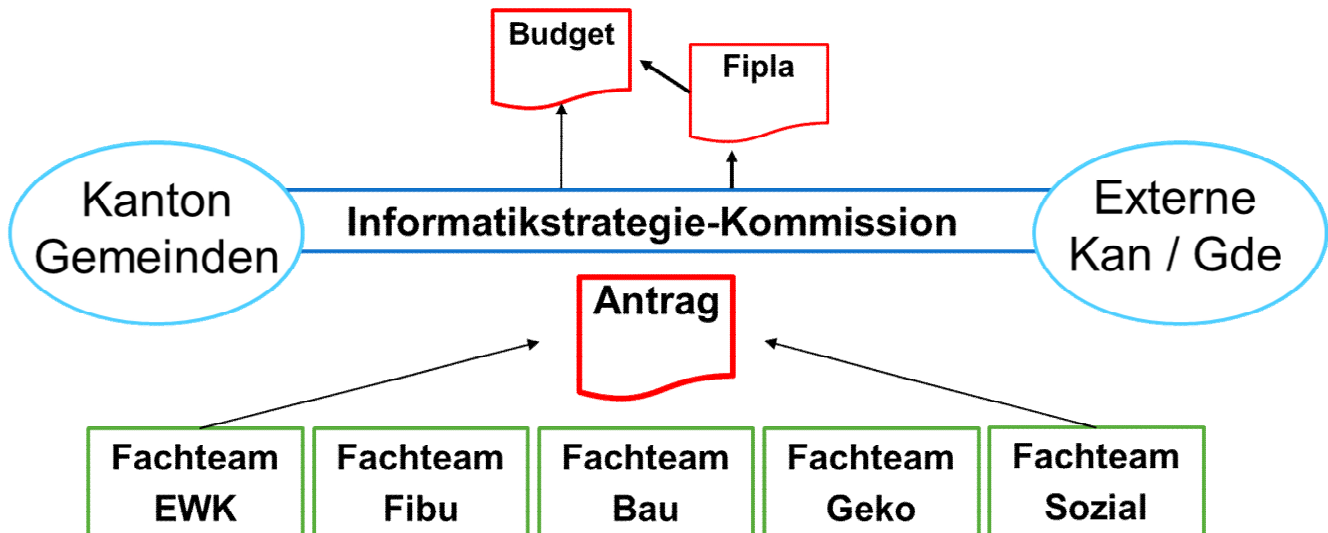 Budget
Fipla
Kanton
Gemeinden
Informatikstrategie-Kommission
Externe
Kan / Gde
Antrag
Fachteam
EWK
Fachteam
Fibu
Fachteam
Bau
Fachteam
Geko
Fachteam
Sozial